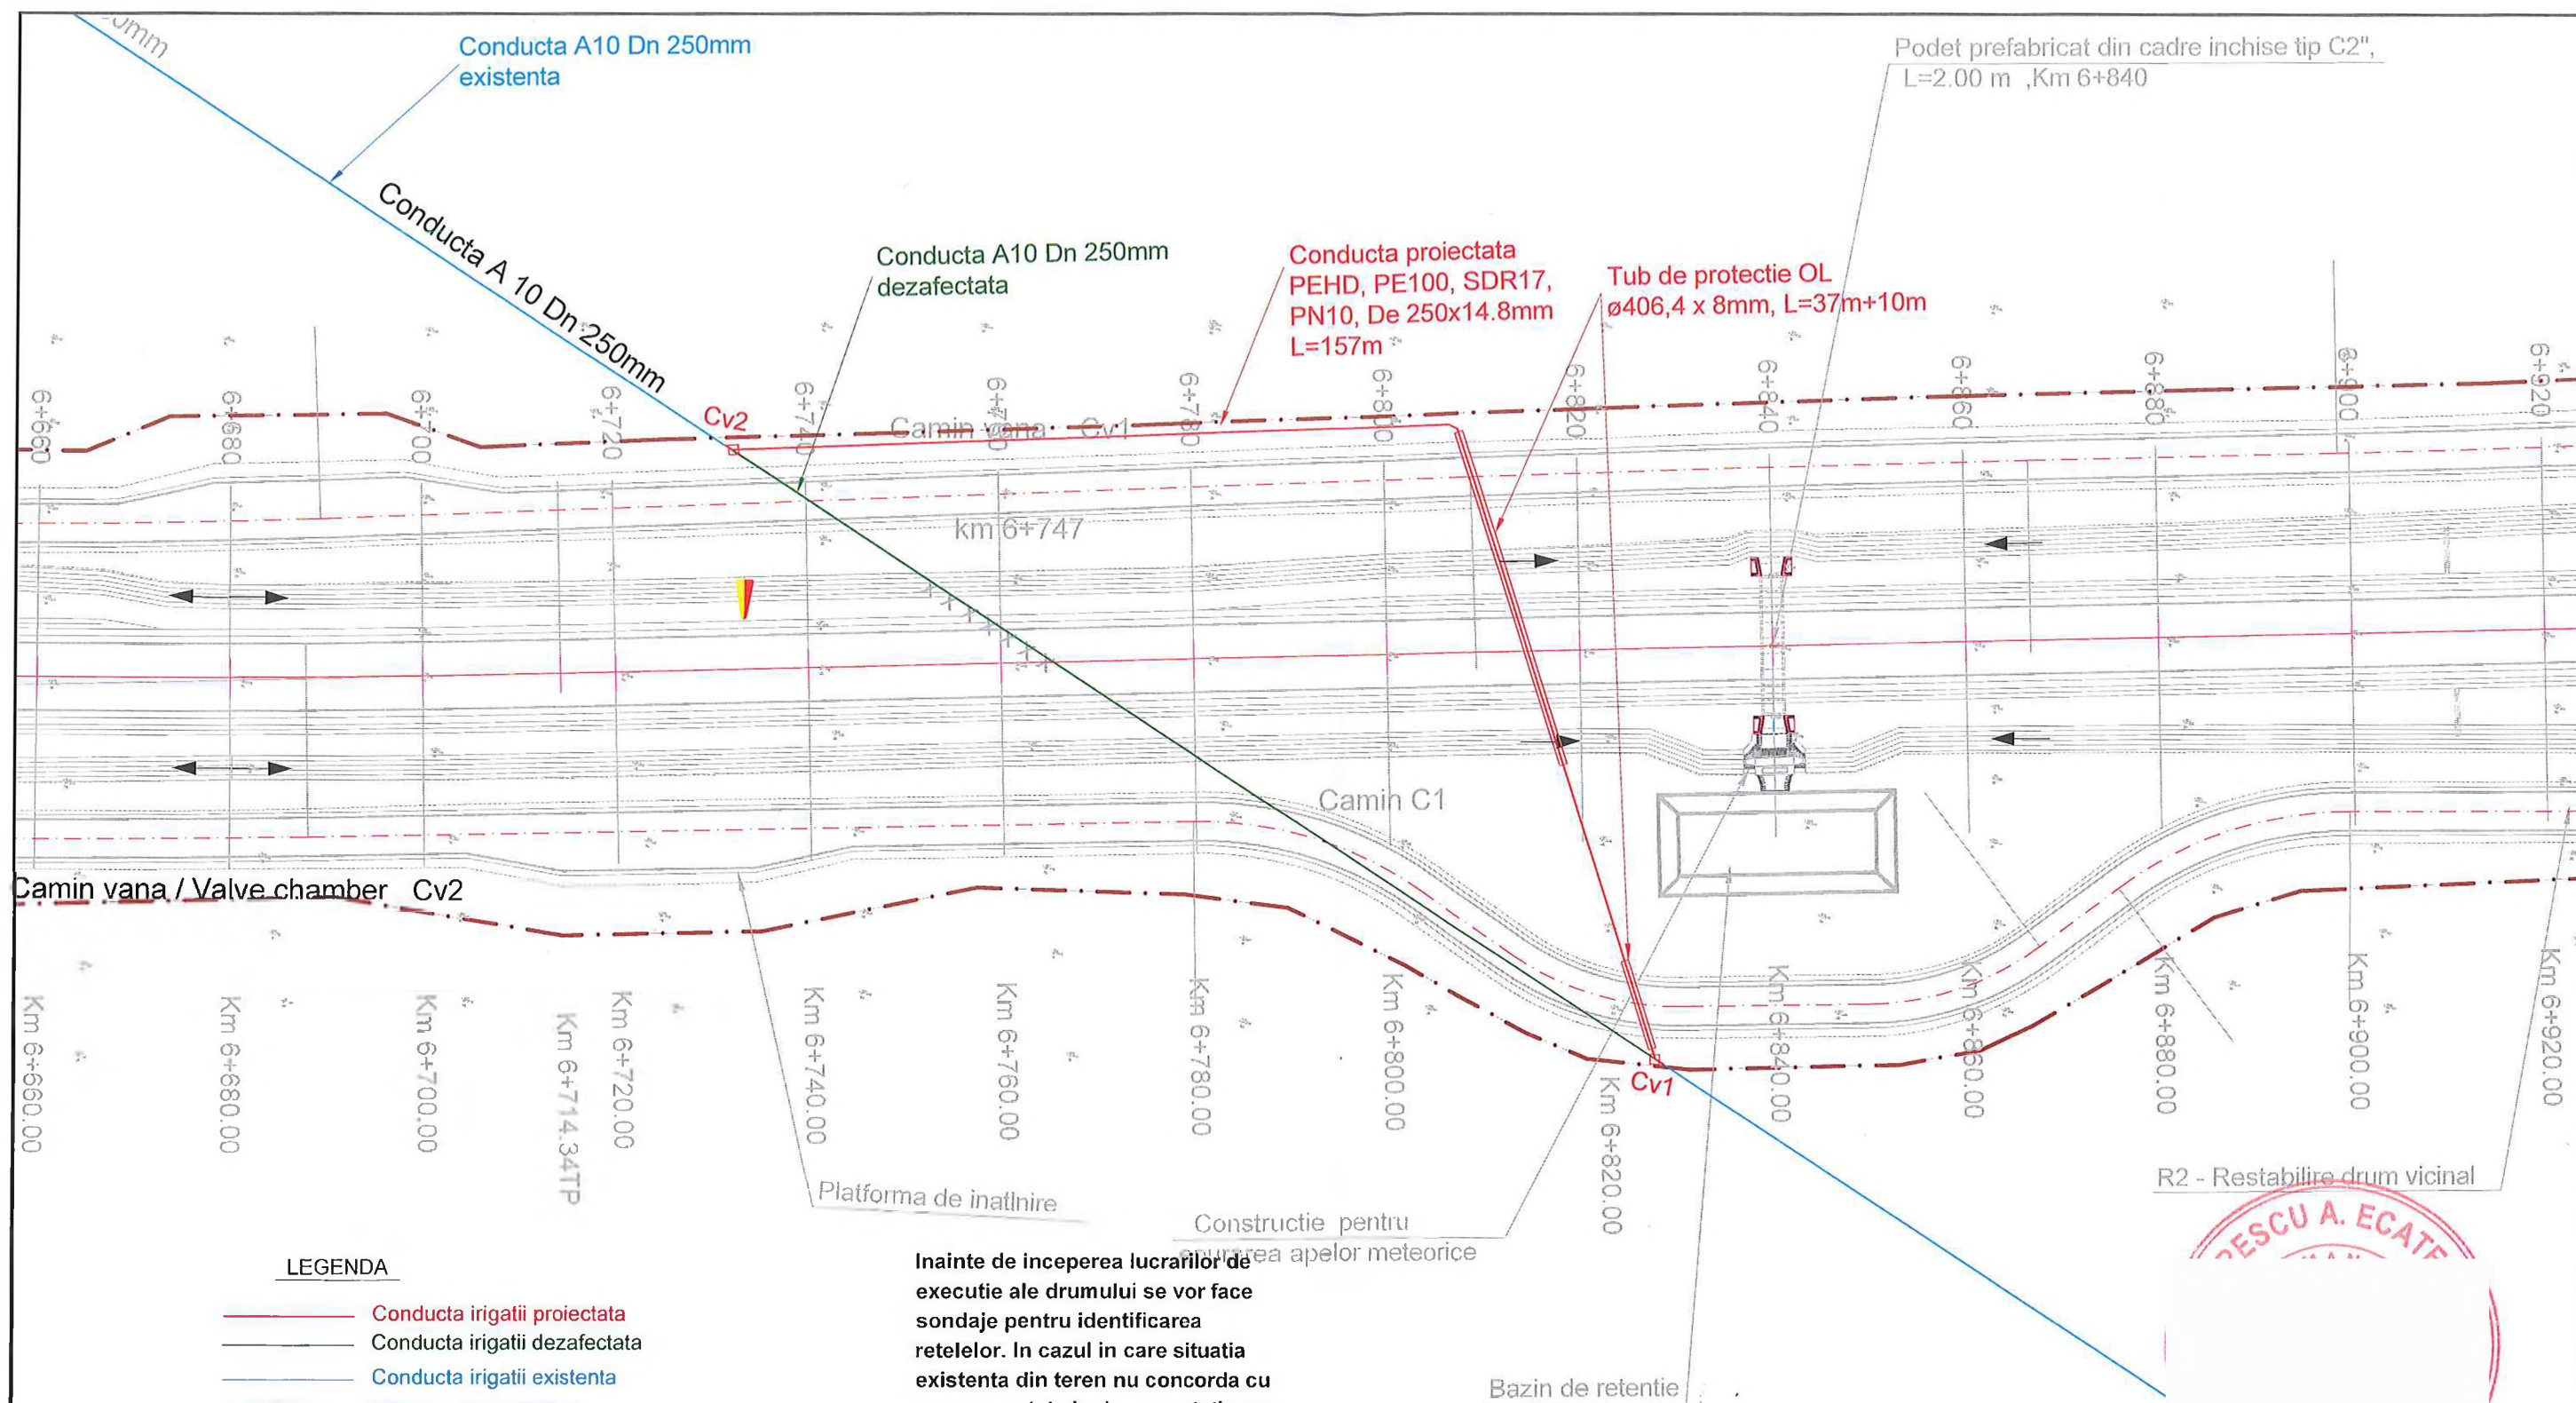 0mm
Conducta A10 Dn 250mm
existenta
Podet prefabricat din cadre inchise tip C2",
L=2.00 m ,Km 6+840
Conducta A 10 Dn 250mm
Conducta A10 Dn 250mm
dezafectata
Conducta proiectata
PEHD, PE100, SDR17,
PN10, De 250x14.8mm
L=157m
Tub de protectie OL
ø406,4 x 8mm, L=37m+10m
6+660
6+680
6+700
6+720
6+740
6+760
6+780
6+800
6+820
6+840
6+860
6+880
6+900
6+920
Cv2
Camin vana Cv1
km 6+747
Camin C1
Camin vana / Valve chamber Cv2
Cv1
Km 6+660.00
Km 6+680.00
Km 6+700.00
Km 6+714.34TP
Km 6+720.00
Km 6+740.00
Km 6+760.00
Km 6+780.00
Km 6+800.00
Km 6+820.00
Km 6+840.00
Km 6+860.00
Km 6+880.00
Km 6+900.00
Km 6+920.00
Platforma de inatlnire
Constructie pentru
epurarea apelor meteorice
R2 - Restabilire drum vicinal
Bazin de retentie
LEGENDA
Conducta irigatii proiectata
Conducta irigatii dezafectata
Conducta irigatii existenta
Inainte de inceperea lucrarilor de
executie ale drumului se vor face
sondaje pentru identificarea
retelelor. In cazul in care situatia
existenta din teren nu concorda cu
ESCU A. ECATE